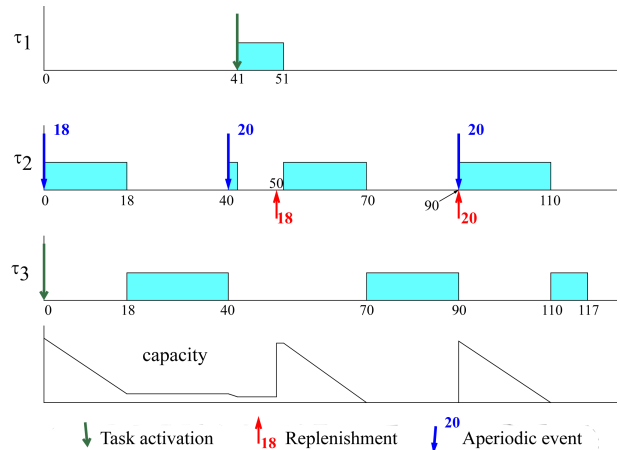 τ1
0 41 51
18 20 20
τ2
50
0 18 40 18 70 90 20 110
τ3
0 18 40 70 90 110 117
capacity
Task activation 18 Replenishment 20 Aperiodic event